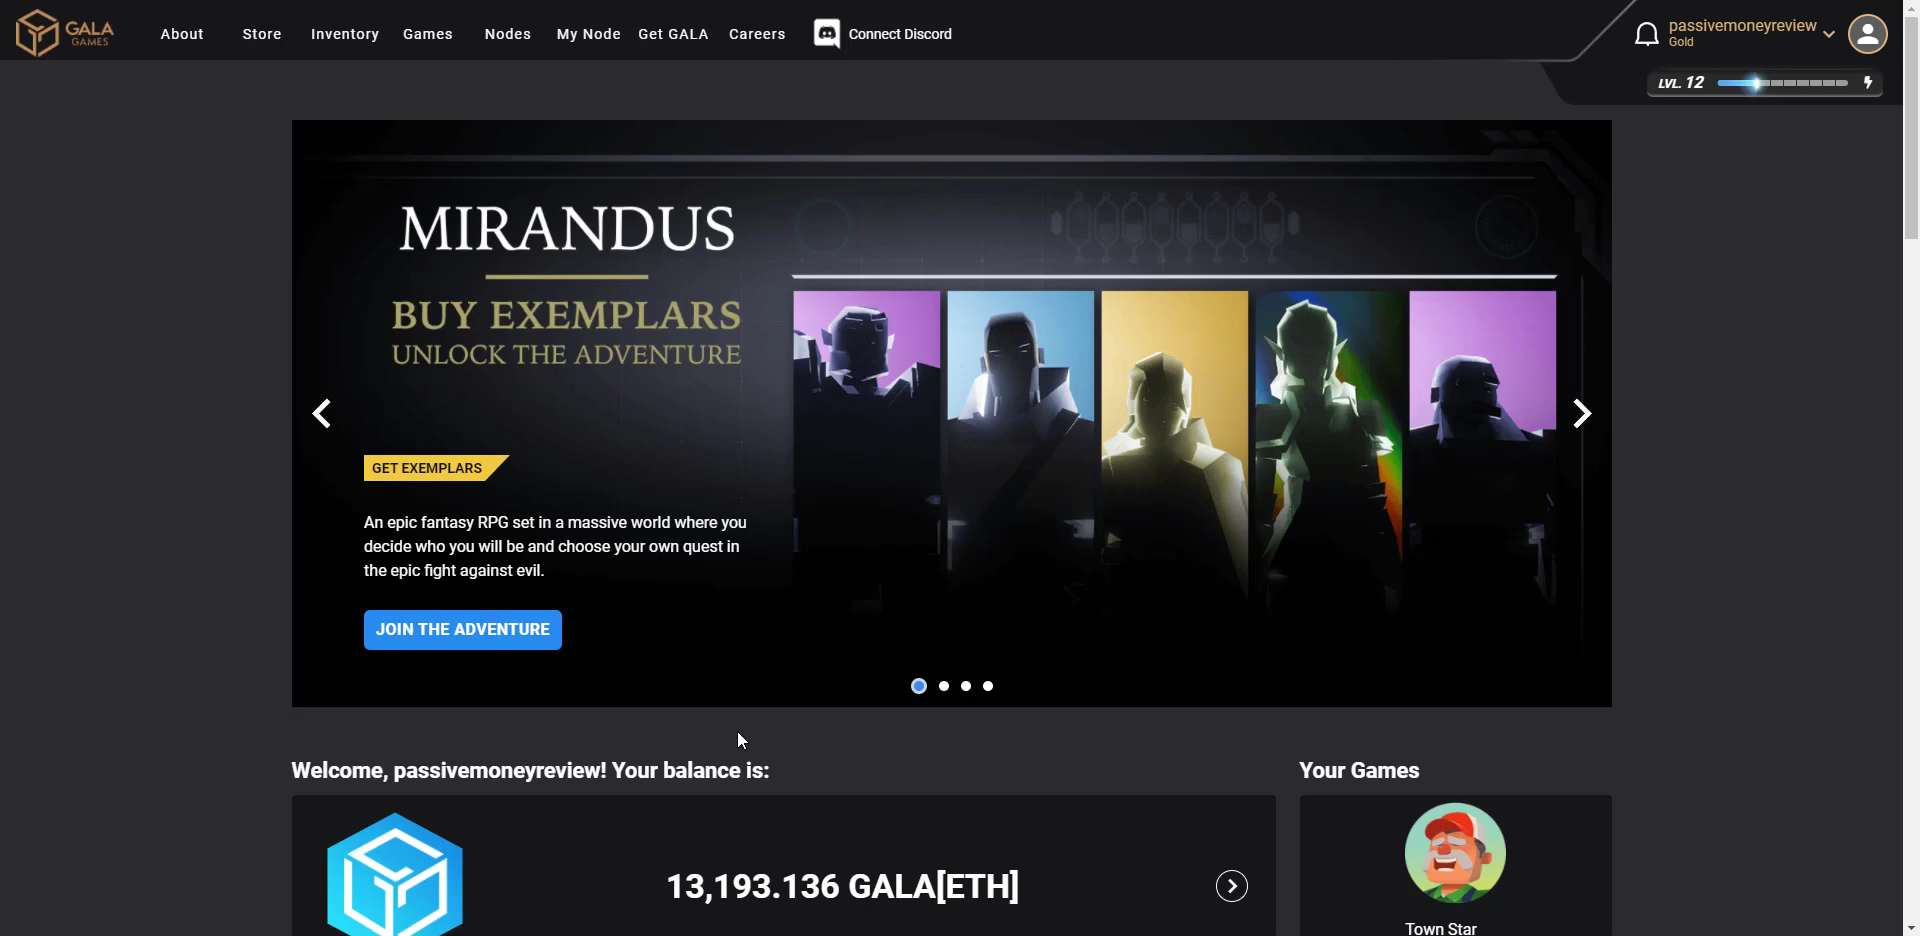 GALA
GAMES
About
Store
Inventory
Games
Nodes
My Node
Get GALA
Careers
Connect Discord
passivemoneyreview
Gold
LVL. 12
MIRANDUS
BUY EXEMPLARS
UNLOCK THE ADVENTURE
GET EXEMPLARS
An epic fantasy RPG set in a massive world where you
decide who you will be and choose your own quest in
the epic fight against evil.
JOIN THE ADVENTURE
Welcome, passivemoneyreview! Your balance is:
Your Games
13,193.136 GALA[ETH]
Town Star